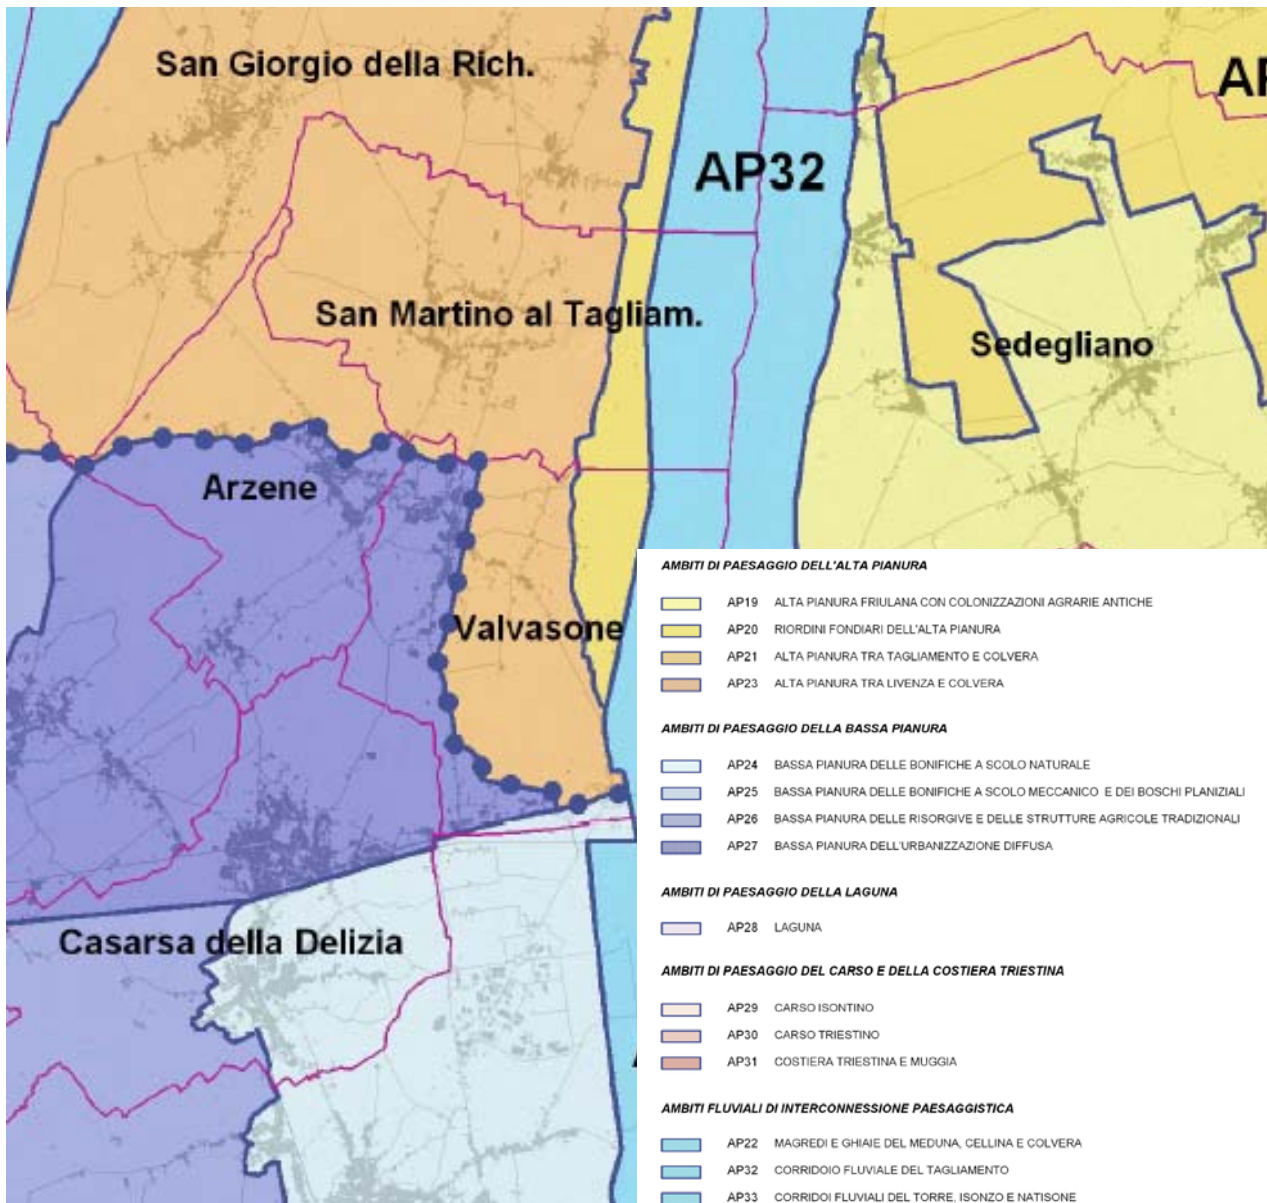 San Giorgio della Rich.
AP
AP32
San Martino al Tagliam.
Sedegliano
Arzene
Valvasone
Casarsa della Delizia
AMBITI DI PAESAGGIO DELL'ALTA PIANURA
AP19 ALTA PIANURA FRIULANA CON COLONIZZAZIONI AGRARIE ANTICHE
AP20 RIORDINI FONDIARI DELL'ALTA PIANURA
AP21 ALTA PIANURA TRA TAGLIAMENTO E COLVERA
AP23 ALTA PIANURA TRA LIVENZA E COLVERA
AMBITI DI PAESAGGIO DELLA BASSA PIANURA
AP24 BASSA PIANURA DELLE BONIFICHE A SCOLO NATURALE
AP25 BASSA PIANURA DELLE BONIFICHE A SCOLO MECCANICO E DEI BOSCHI PLANIZIALI
AP26 BASSA PIANURA DELLE RISORGIVE E DELLE STRUTTURE AGRICOLE TRADIZIONALI
AP27 BASSA PIANURA DELL'URBANIZZAZIONE DIFFUSA
AMBITI DI PAESAGGIO DELLA LAGUNA
AP28 LAGUNA
AMBITI DI PAESAGGIO DEL CARSO E DELLA COSTIERA TRIESTINA
AP29 CARSO ISONTINO
AP30 CARSO TRIESTINO
AP31 COSTIERA TRIESTINA E MUGGIA
AMBITI FLUVIALI DI INTERCONNESSIONE PAESAGGISTICA
AP22 MAGREDI E GHIAIE DEL MEDUNA, CELLINA E COLVERA
AP32 CORRIDOIO FLUVIALE DEL TAGLIAMENTO
AP33 CORRIDOI FLUVIALI DEL TORRE, ISONZO E NATISONE